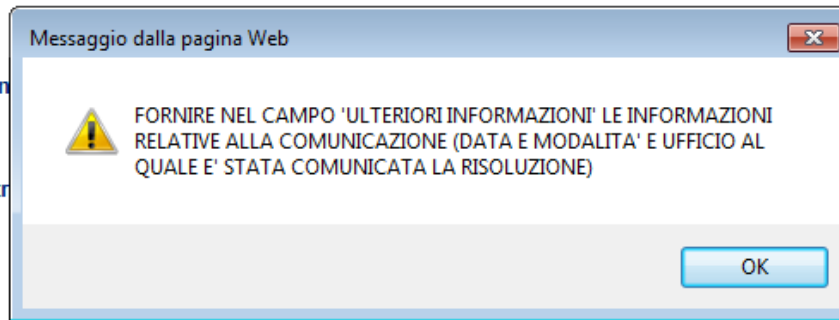 Messaggio dalla pagina Web
FORNIRE NEL CAMPO 'ULTERIORI INFORMAZIONI' LE INFORMAZIONI
RELATIVE ALLA COMUNICAZIONE (DATA E MODALITA' E UFFICIO AL
QUALE E' STATA COMUNICATA LA RISOLUZIONE)
OK